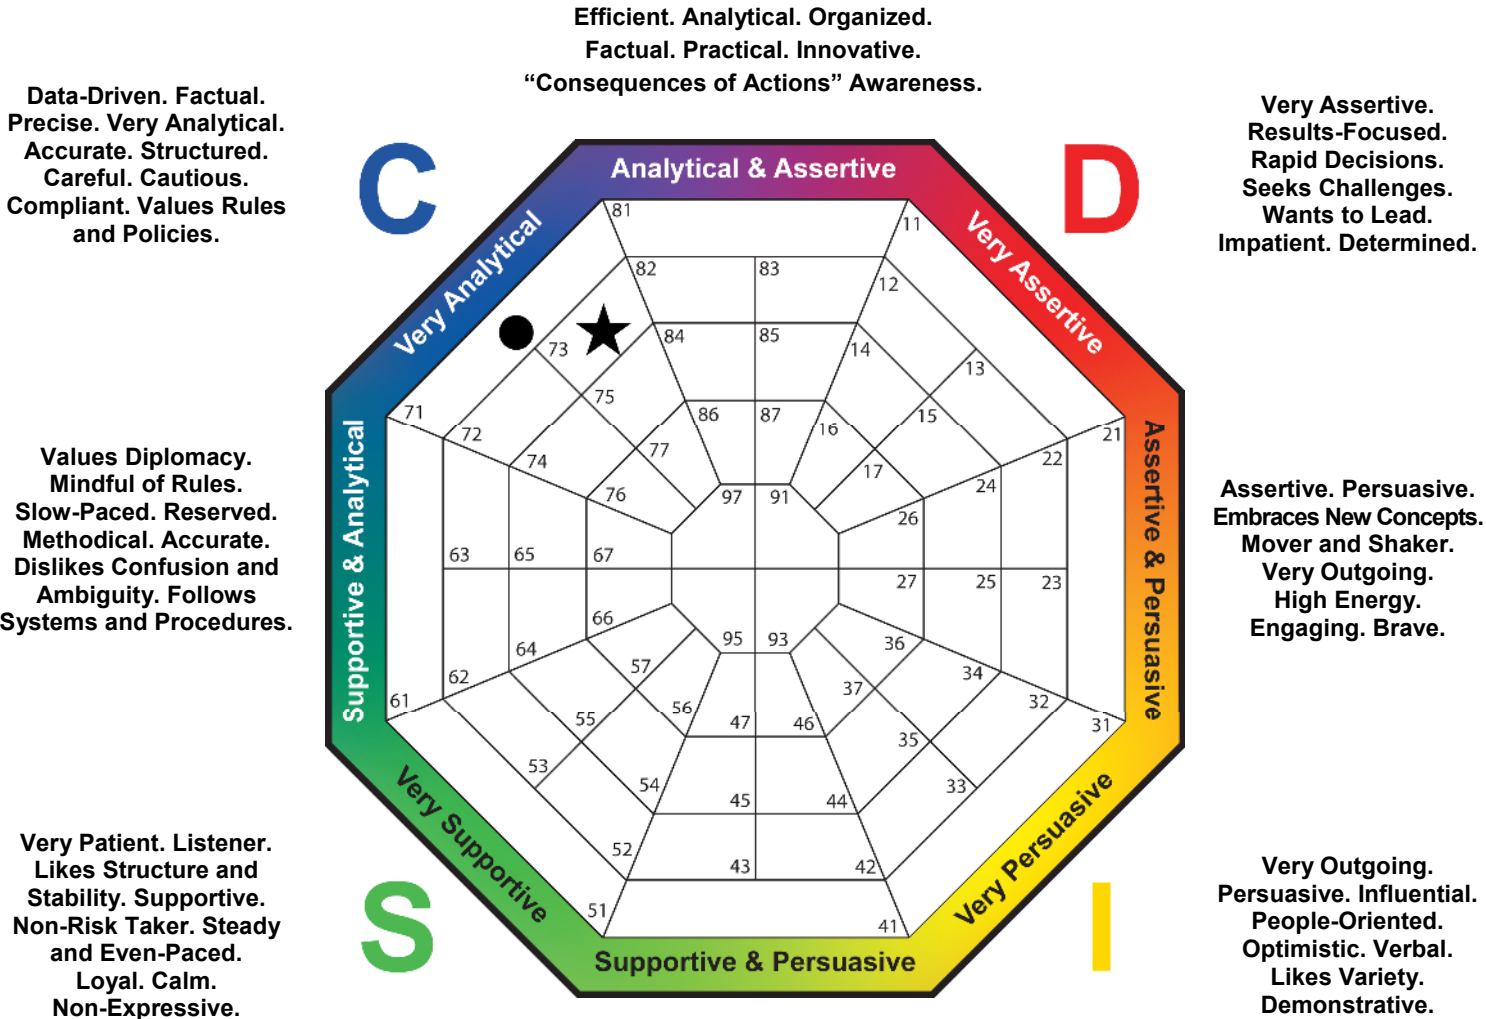 Efficient. Analytical. Organized.
Factual. Practical. Innovative.
“Consequences of Actions” Awareness.
Data-Driven. Factual.
Precise. Very Analytical.
Accurate. Structured.
Careful. Cautious.
Compliant. Values Rules
and Policies.
C
D
Very Assertive.
Results-Focused.
Rapid Decisions.
Seeks Challenges.
Wants to Lead.
Impatient. Determined.
Analytical & Assertive
Very Analytical
Very Assertive
81
11
82
83
12
84
85
14
73
13
75
15
71
86
87
16
21
72
77
22
74
17
24
76
97
91
26
Supportive & Analytical
Assertive & Persuasive
Values Diplomacy.
Mindful of Rules.
Slow-Paced. Reserved.
Methodical. Accurate.
Dislikes Confusion and
Ambiguity. Follows
Systems and Procedures.
Assertive. Persuasive.
Embraces New Concepts.
Mover and Shaker.
Very Outgoing.
High Energy.
Engaging. Brave.
63
65
67
27
25
23
66
64
95
93
36
57
34
62
37
61
56
32
55
47
46
31
35
53
54
33
45
44
52
43
42
51
41
Very Supportive
Very Persuasive
Supportive & Persuasive
S
I
Very Patient. Listener.
Likes Structure and
Stability. Supportive.
Non-Risk Taker. Steady
and Even-Paced.
Loyal. Calm.
Non-Expressive.
Very Outgoing.
Persuasive. Influential.
People-Oriented.
Optimistic. Verbal.
Likes Variety.
Demonstrative.